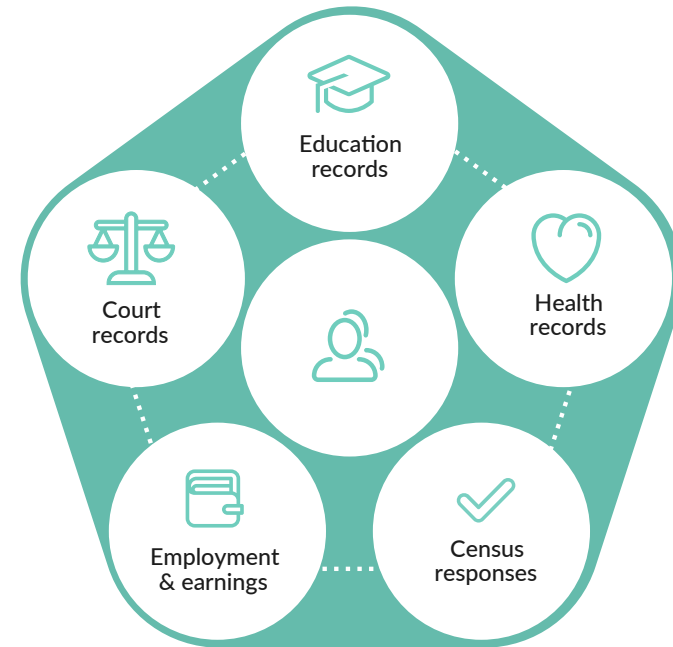 Education
records
Court
records
Health
records
Employment
& earnings
Census
responses